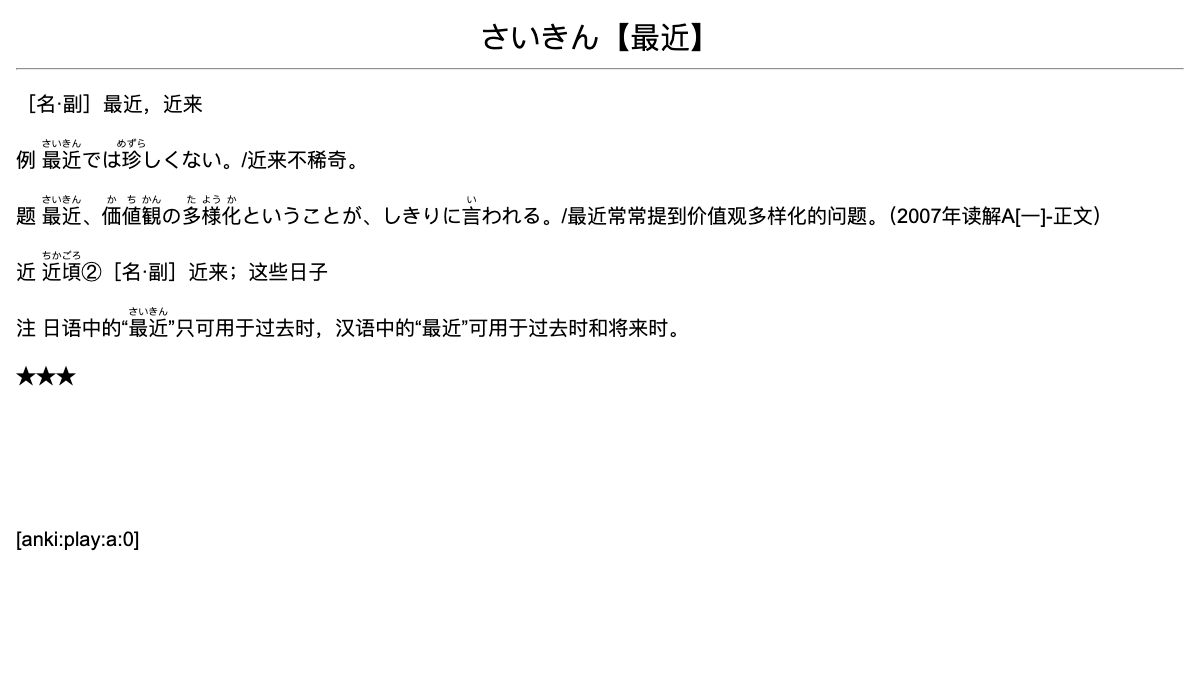 さいきん【最近】
［名·副］最近，近来
さいきん めずら
例 最近では珍しくない。/近来不稀奇。
さいきん か ち かん た よう か い
题 最近、価値観の多様化ということが、しきりに言われる。/最近常常提到价值观多样化的问题。（2007年读解A[一]-正文）
ちかごろ
近 近頃②［名·副］近来；这些日子
さいきん
注 日语中的“最近”只可用于过去时，汉语中的“最近”可用于过去时和将来时。
★★★
[anki:play:a:0]